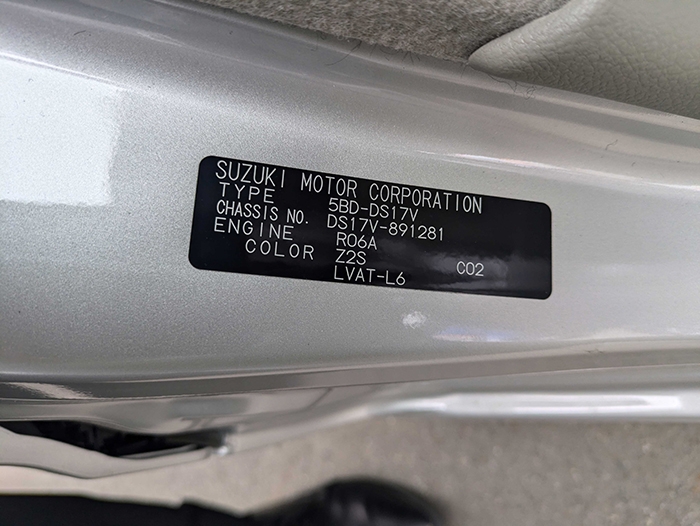 SUZUKI MOTOR CORPORATION
TYPE 5BD-DS17V
CHASSIS NO. DS17V-891281
ENGINE R06A
COLOR Z2S C02
LVAT-L6